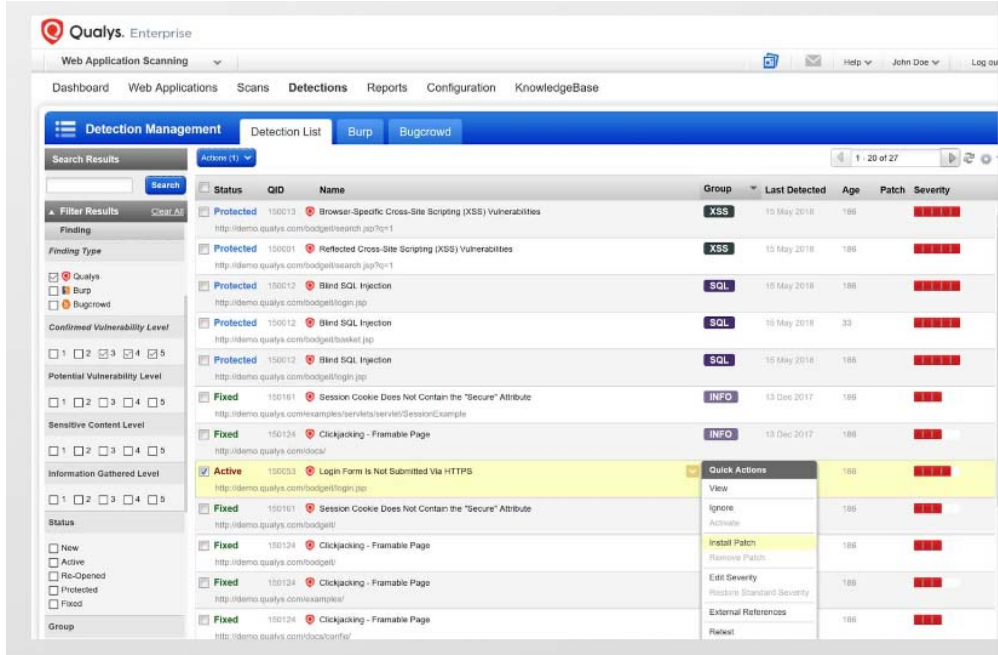 Qualys. Enterprise
Web Application Scanning
Help John Doe Log ou
Dashboard Web Applications Scans Detections Reports Configuration KnowledgeBase
Detection Management Detection List Burp Bugcrowd
Search Results
Actions (1) 1 - 20 of 27
Search
Status QID Name Group Last Detected Age Patch Severity
Filter Results Clear All
Finding
Finding Type
Qualys
Burp
Bugcrowd
Confirmed Vulnerability Level
1 2 3 4 5
Potential Vulnerability Level
1 2 3 4 5
Sensitive Content Level
1 2 3 4 5
Information Gathered Level
1 2 3 4 5
Status
New
Active
Re-Opened
Protected
Fixed
Group
Protected 150013 Browser-Specific Cross-Site Scripting (XSS) Vulnerabilities XSS 15 May 2018 186
http://demo.qualys.com/bodgeit/search.jsp?q=1
Protected 150001 Reflected Cross-Site Scripting (XSS) Vulnerabilities XSS 15 May 2018 186
http://demo.qualys.com/bodgeit/search.jsp?q=1
Protected 150012 Blind SQL Injection SQL 15 May 2018 186
http://demo.qualys.com/bodgeit/login.jsp
Protected 150012 Blind SQL Injection SQL 15 May 2018 33
http://demo.qualys.com/bodgeit/basket.jsp
Protected 150012 Blind SQL Injection SQL 15 May 2018 186
http://demo.qualys.com/bodgeit/login.jsp
Fixed 150161 Session Cookie Does Not Contain the "Secure" Attribute INFO 13 Dec 2017 186
http://demo.qualys.com/examples/servlets/servlet/SessionExample
Fixed 150124 Clickjacking - Framable Page INFO 13 Dec 2017 186
http://demo.qualys.com/docs/
Active 150053 Login Form Is Not Submitted Via HTTPS 186
http://demo.qualys.com/bodgeit/login.jsp
Fixed 150161 Session Cookie Does Not Contain the "Secure" Attribute 186
http://demo.qualys.com/bodgeit/
Fixed 150124 Clickjacking - Framable Page 186
http://demo.qualys.com/bodgeit/
Fixed 150124 Clickjacking - Framable Page 186
http://demo.qualys.com/examples/
Fixed 150124 Clickjacking - Framable Page 186
http://demo.qualys.com/docs/config/
Quick Actions
View
Ignore
Activate
Install Patch
Remove Patch
Edit Severity
Restore Standard Severity
External References
Retest